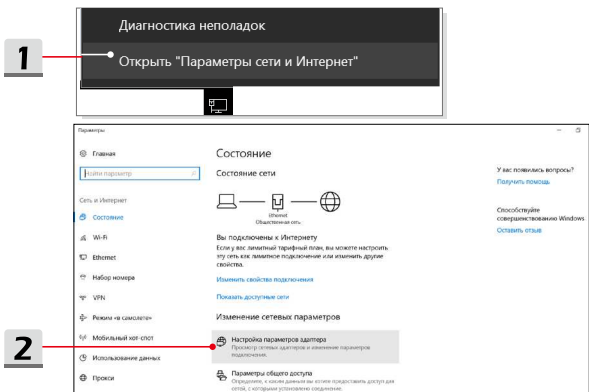 Диагностика неполадок
1
Открыть "Параметры сети и Интернет"
Параметры
Главная
Найти параметр
Сеть и Интернет
Состояние
Wi-Fi
Ethernet
Набор номера
VPN
Режим «в самолете»
Мобильный хот-спот
Использование данных
Прокси
Состояние
Состояние сети
Ethernet
Общественная сеть
Вы подключены к Интернету
Если у вас лимитный тарифный план, вы можете настроить
эту сеть как лимитное подключение или изменить другие
свойства.
Изменить свойства подключения
Показать доступные сети
Изменение сетевых параметров
2
Настройка параметров адаптера
Просмотр сетевых адаптеров и изменение параметров
подключения.
Параметры общего доступа
Определите, к каким данным вы хотите предоставить доступ для
сетей, с которыми установлено соединение.
У вас появились вопросы?
Получить помощь
Способствуйте
совершенствованию Windows
Оставить отзыв